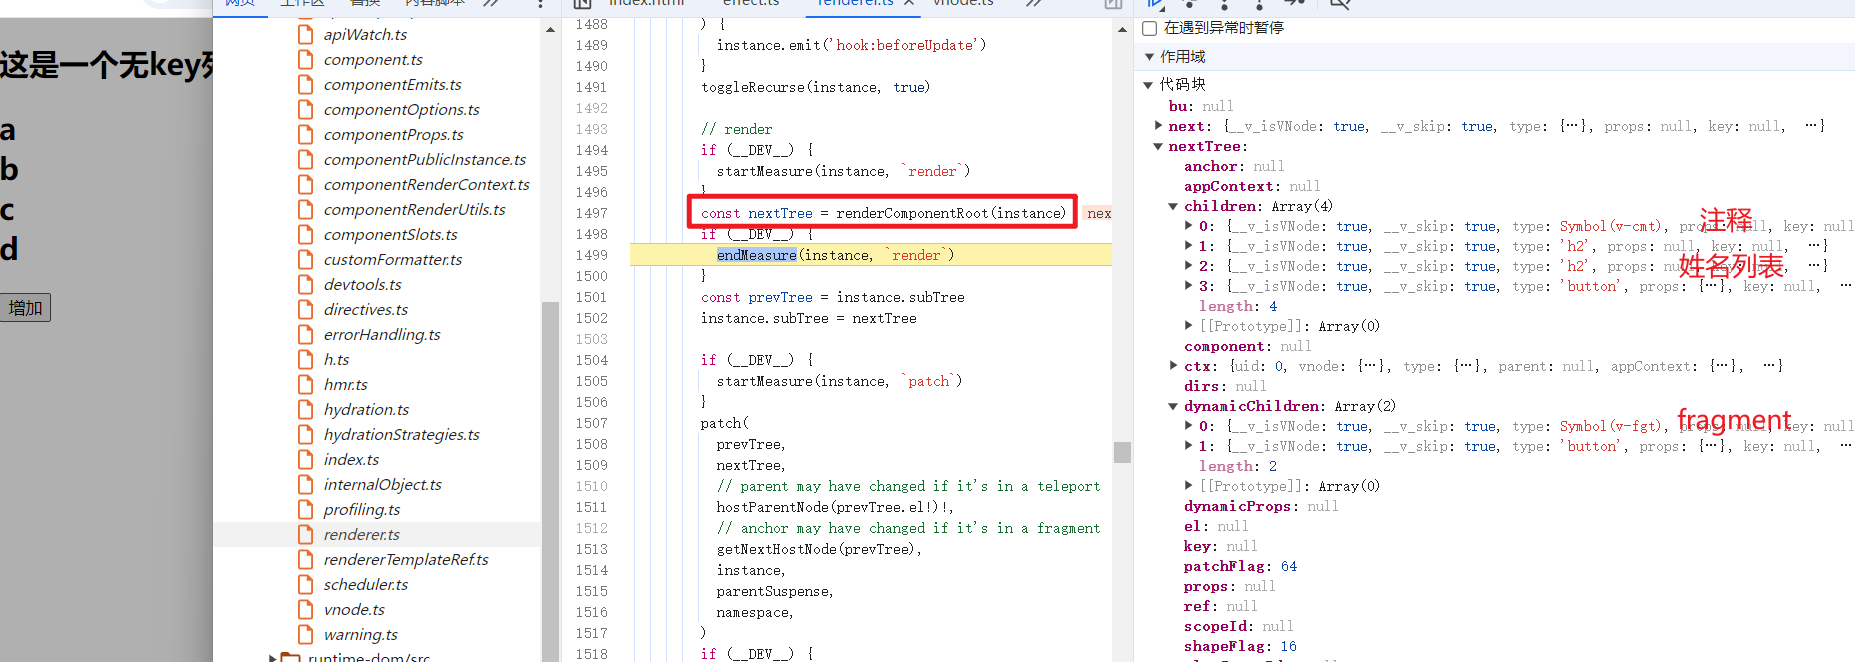 网页
工作区
替换
内容脚本
index.html
effect.ts
renderer.ts
vnode.ts
这是一个无key列
a
b
c
d
增加
apiWatch.ts
component.ts
componentEmits.ts
componentOptions.ts
componentProps.ts
componentPublicInstance.ts
componentRenderContext.ts
componentRenderUtils.ts
componentSlots.ts
customFormatter.ts
devtools.ts
directives.ts
errorHandling.ts
h.ts
hmr.ts
hydration.ts
hydrationStrategies.ts
index.ts
internalObject.ts
profiling.ts
renderer.ts
rendererTemplateRef.ts
scheduler.ts
vnode.ts
warning.ts
runtime-dom/src
1488 ) {
1489 instance.emit('hook:beforeUpdate')
1490 }
1491 toggleRecurse(instance, true)
1492
1493 // render
1494 if (__DEV__) {
1495 startMeasure(instance, `render`)
1496 }
1497 const nextTree = renderComponentRoot(instance) nex
1498 if (__DEV__) {
1499 endMeasure(instance, `render`)
1500 }
1501 const prevTree = instance.subTree
1502 instance.subTree = nextTree
1503
1504 if (__DEV__) {
1505 startMeasure(instance, `patch`)
1506 }
1507 patch(
1508 prevTree,
1509 nextTree,
1510 // parent may have changed if it's in a teleport
1511 hostParentNode(prevTree.el!)!,
1512 // anchor may have changed if it's in a fragment
1513 getNextHostNode(prevTree),
1514 instance,
1515 parentSuspense,
1516 namespace,
1517 )
1518 if (__DEV__) {
在遇到异常时暂停
作用域
代码块
bu: null
next: {__v_isVNode: true, __v_skip: true, type: {…}, props: null, key: null, …}
nextTree:
anchor: null
appContext: null
children: Array(4)
0: {__v_isVNode: true, __v_skip: true, type: Symbol(v-cmt), props: null, key: null
注释
1: {__v_isVNode: true, __v_skip: true, type: 'h2', props: null, key: null, …}
2: {__v_isVNode: true, __v_skip: true, type: 'h2', props: null, key: null, …}
姓名列表
3: {__v_isVNode: true, __v_skip: true, type: 'button', props: {…}, key: null, …
length: 4
[[Prototype]]: Array(0)
component: null
ctx: {uid: 0, vnode: {…}, type: {…}, parent: null, appContext: {…}, …}
dirs: null
dynamicChildren: Array(2)
fragment
0: {__v_isVNode: true, __v_skip: true, type: Symbol(v-fgt), props: null, key: null
1: {__v_isVNode: true, __v_skip: true, type: 'button', props: {…}, key: null, …
length: 2
[[Prototype]]: Array(0)
dynamicProps: null
el: null
key: null
patchFlag: 64
props: null
ref: null
scopeId: null
shapeFlag: 16